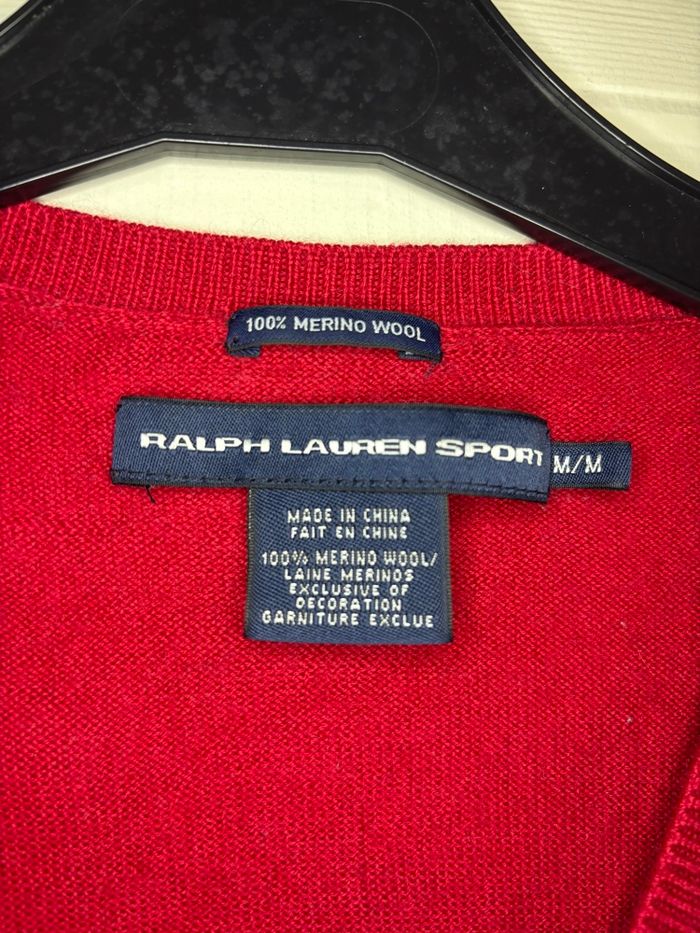 100% MERINO WOOL
RALPH LAUREN SPORT
M/M
MADE IN CHINA
FAIT EN CHINE
100% MERINO WOOL/
LAINE MERINOS
EXCLUSIVE OF
DECORATION
GARNITURE EXCLUE